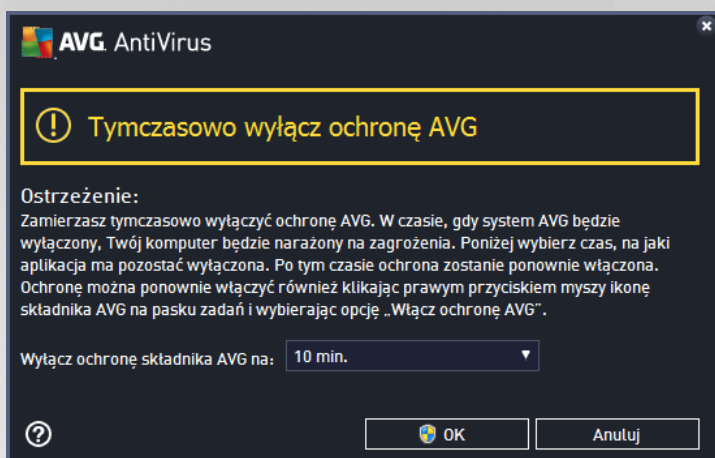 AVG AntiVirus
Tymczasowo wyłącz ochronę AVG
Ostrzeżenie:
Zamierzasz tymczasowo wyłączyć ochronę AVG. W czasie, gdy system AVG będzie
wyłączony, Twój komputer będzie narażony na zagrożenia. Poniżej wybierz czas, na jaki
aplikacja ma pozostać wyłączona. Po tym czasie ochrona zostanie ponownie włączona.
Ochronę można ponownie włączyć również klikając prawym przyciskiem myszy ikonę
składnika AVG na pasku zadań i wybierając opcję „Włącz ochronę AVG”.
Wyłącz ochronę składnika AVG na: 10 min.
OK Anuluj